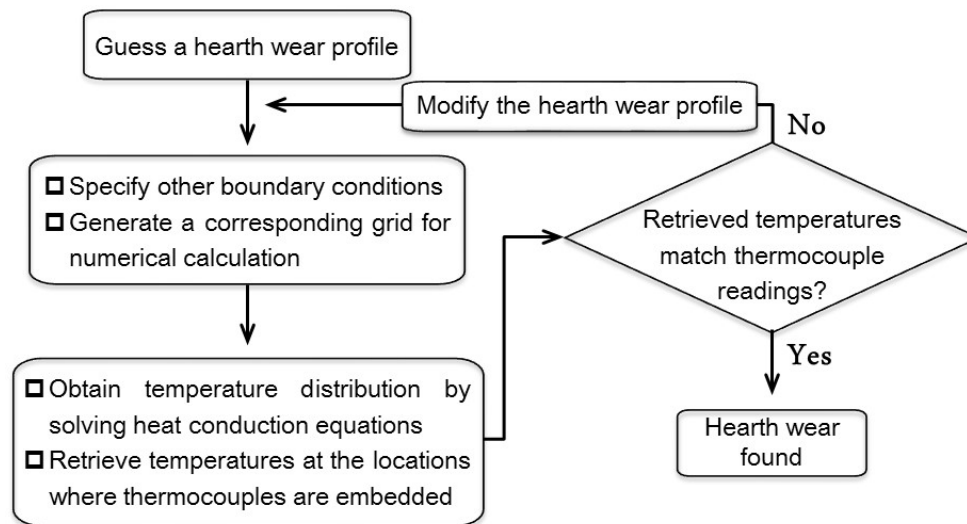 Guess a hearth wear profile
Modify the hearth wear profile
No
Specify other boundary conditions
Generate a corresponding grid for
numerical calculation
Retrieved temperatures
match thermocouple
readings?
Yes
Obtain temperature distribution by
solving heat conduction equations
Retrieve temperatures at the locations
where thermocouples are embedded
Hearth wear
found